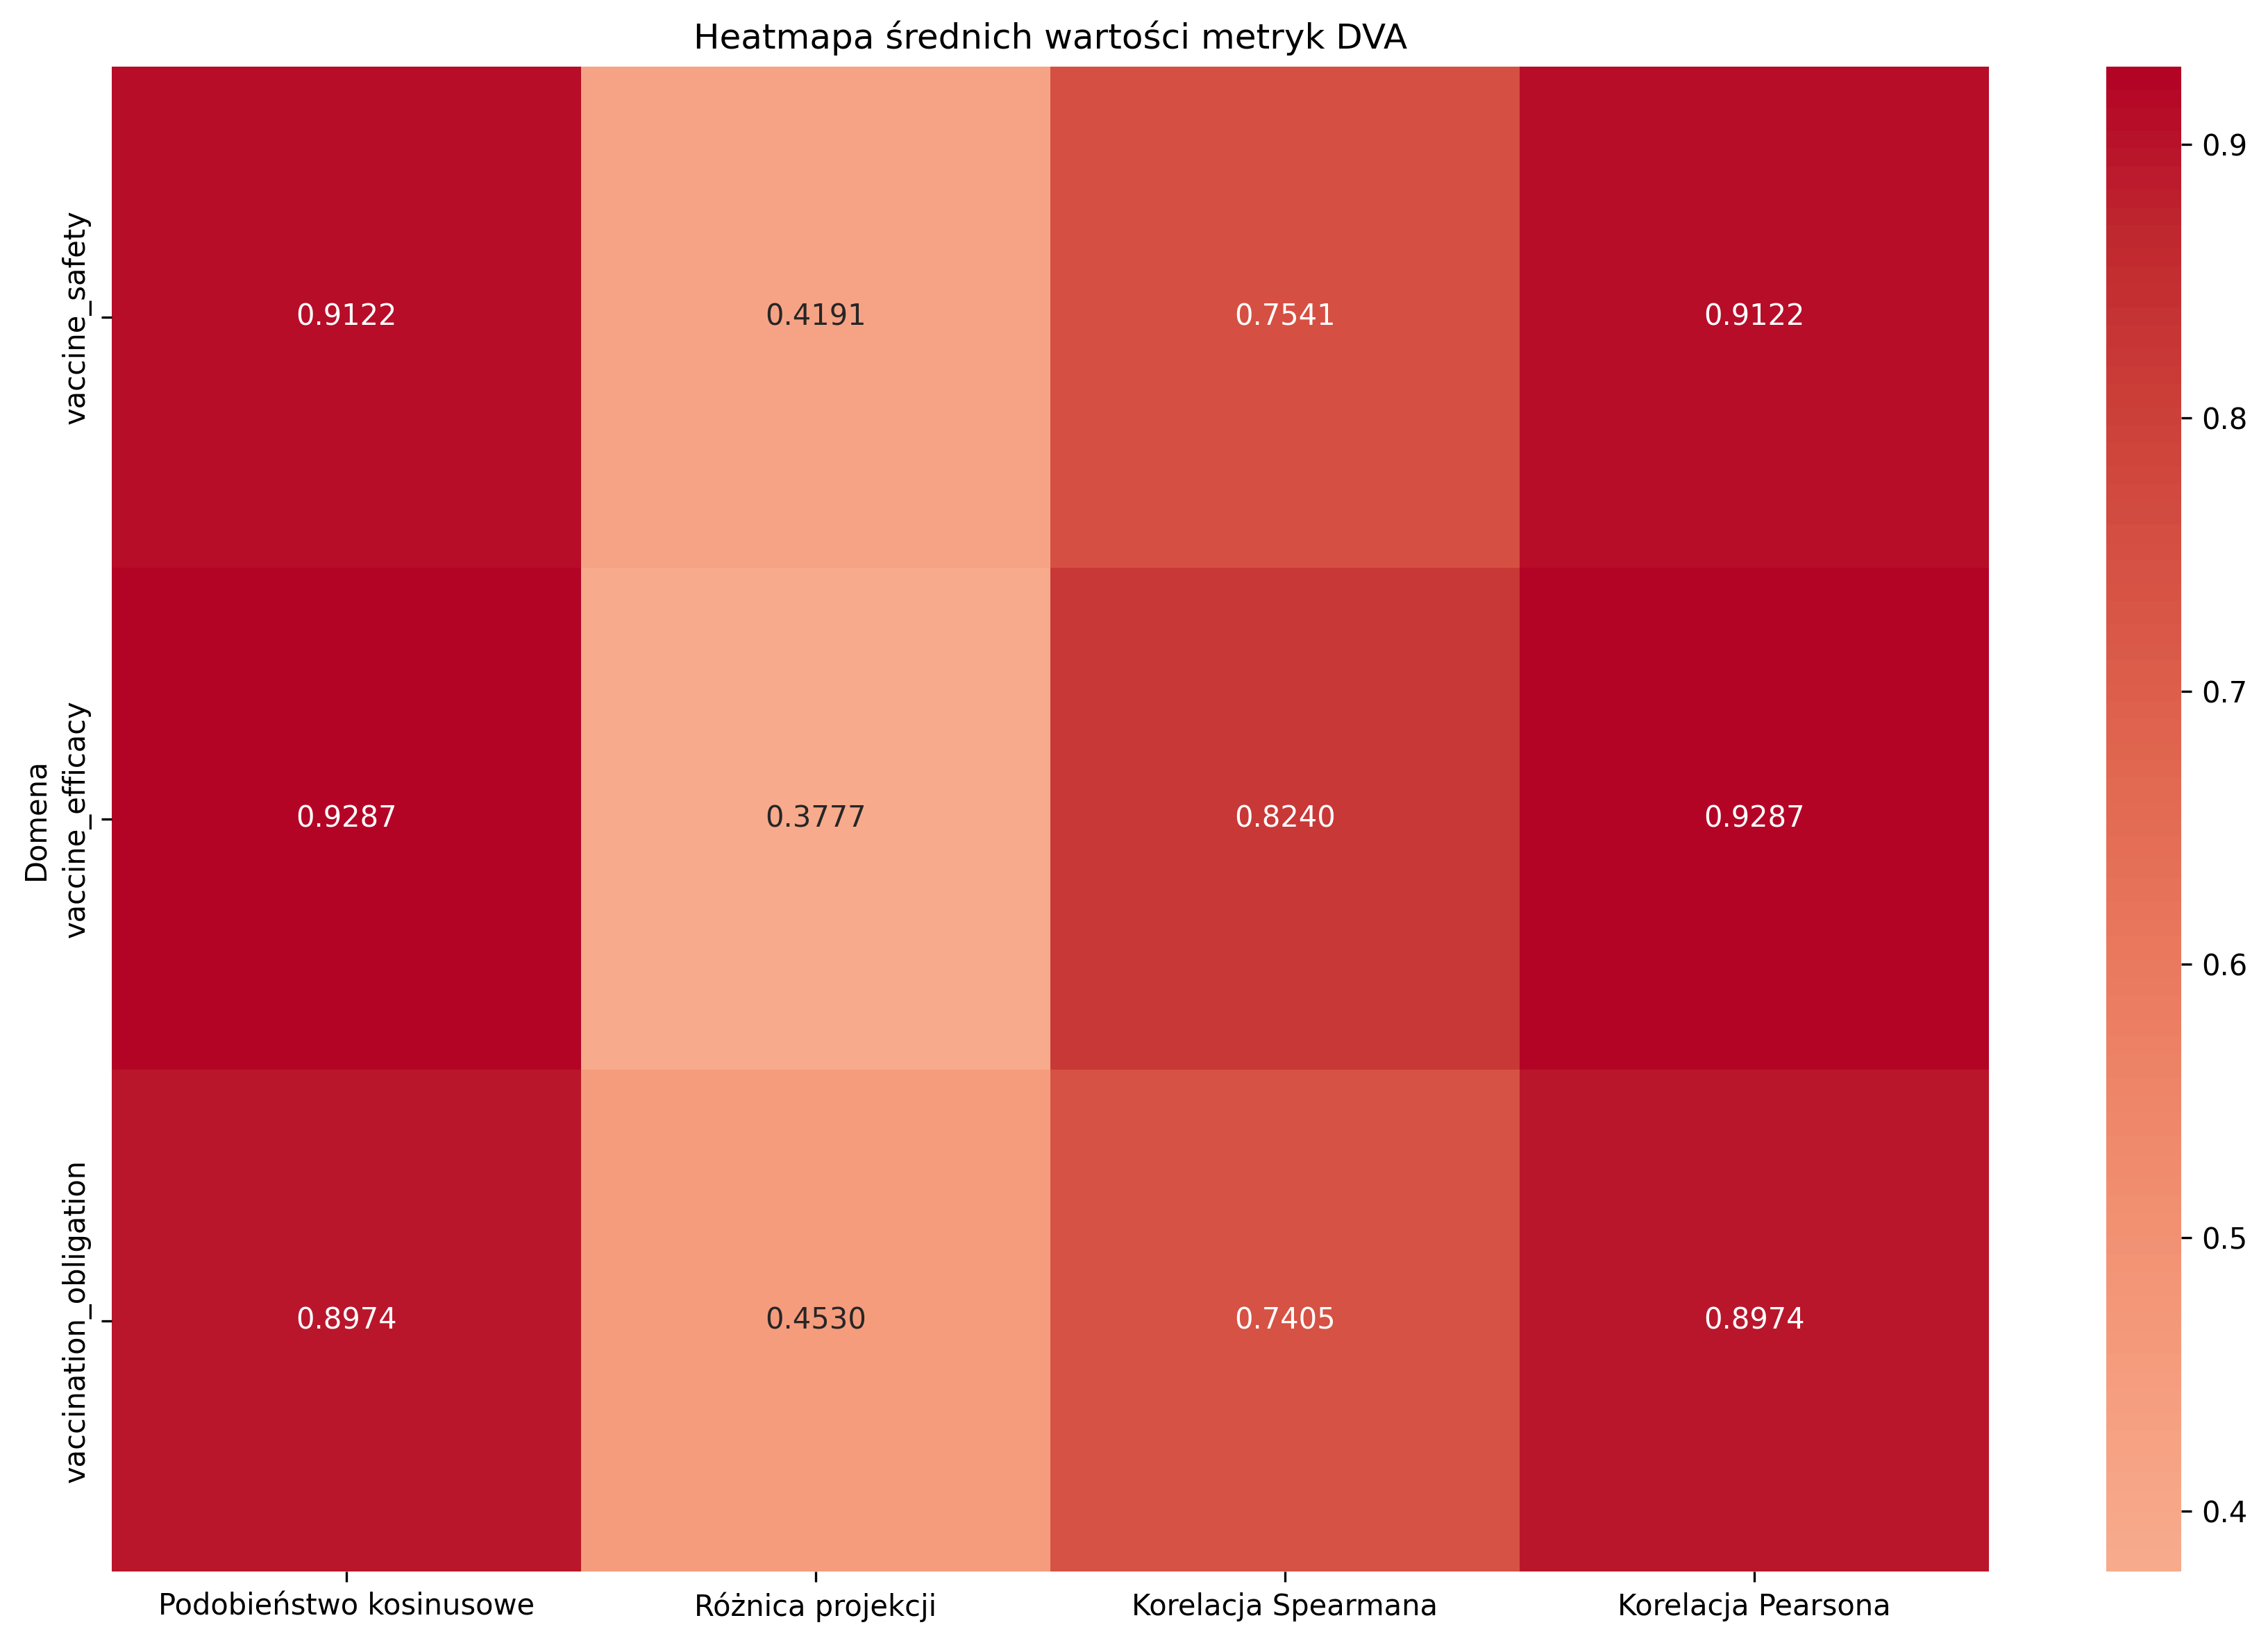 Heatmapa średnich wartości metryk DVA
Domena
vaccine_safety
0.9122 0.4191 0.7541 0.9122
vaccine_efficacy
0.9287 0.3777 0.8240 0.9287
vaccination_obligation
0.8974 0.4530 0.7405 0.8974
Podobieństwo kosinusowe Różnica projekcji Korelacja Spearmana Korelacja Pearsona
0.9
0.8
0.7
0.6
0.5
0.4